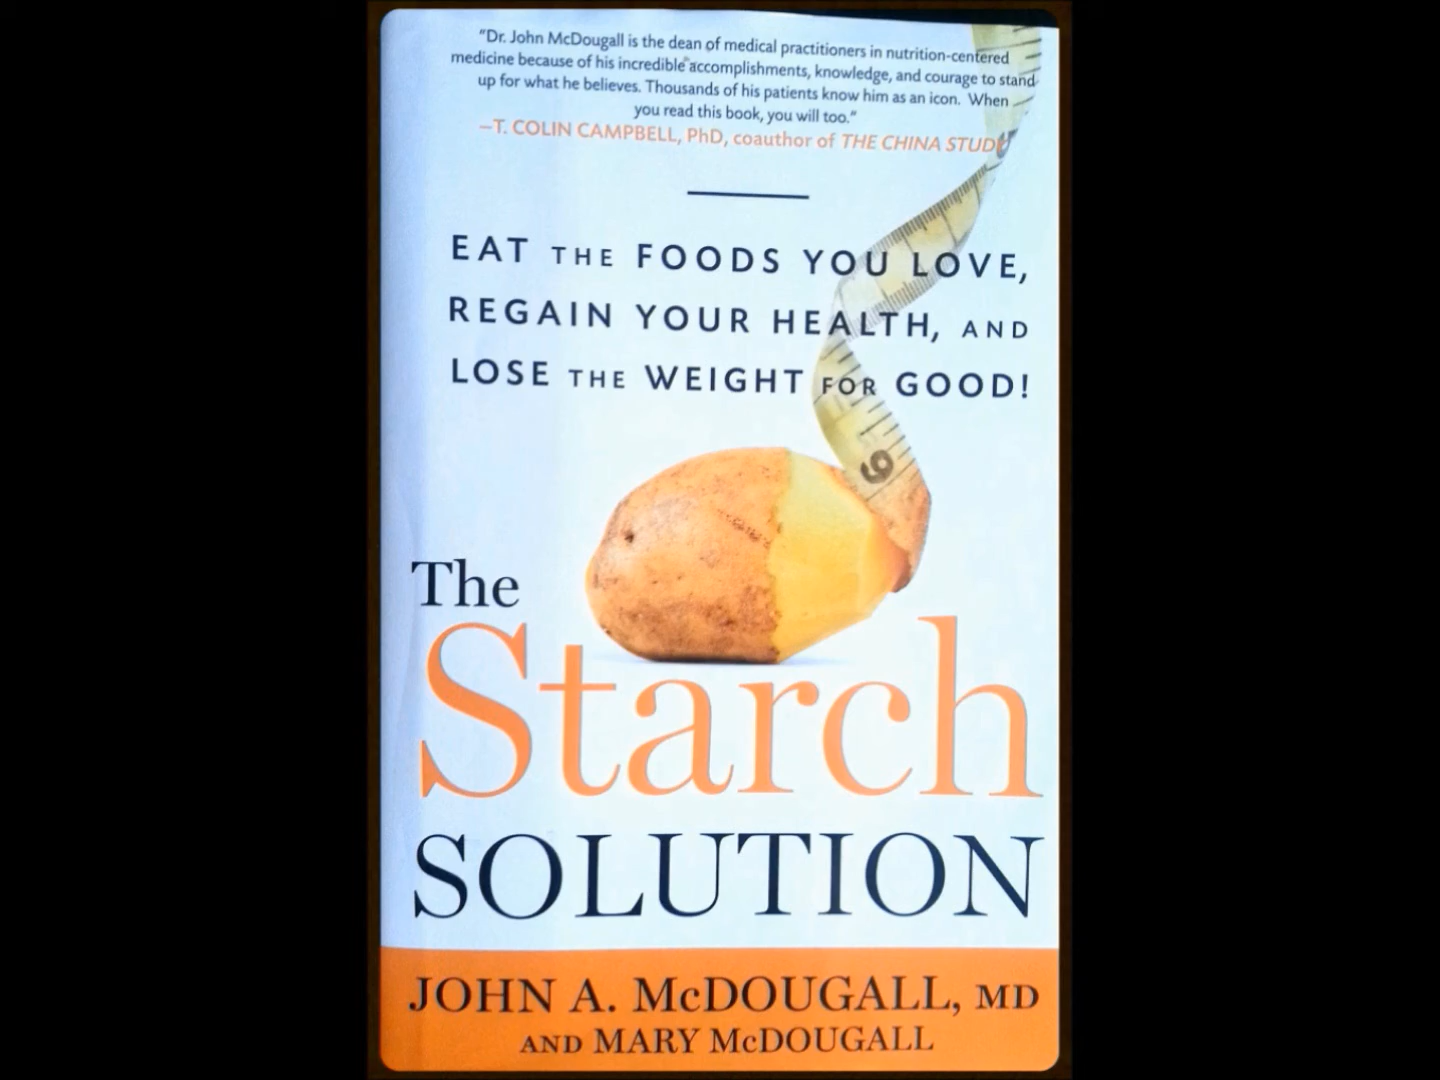 "Dr. John McDougall is the dean of medical practitioners in nutrition-centered
medicine because of his incredible accomplishments, knowledge, and courage to stand
up for what he believes. Thousands of his patients know him as an icon. When
you read this book, you will too."
—T. COLIN CAMPBELL, PhD, coauthor of THE CHINA STUDY
EAT THE FOODS YOU LOVE,
REGAIN YOUR HEALTH, AND
LOSE THE WEIGHT FOR GOOD!
9
The
Starch
SOLUTION
JOHN A. McDOUGALL, MD
AND MARY McDOUGALL